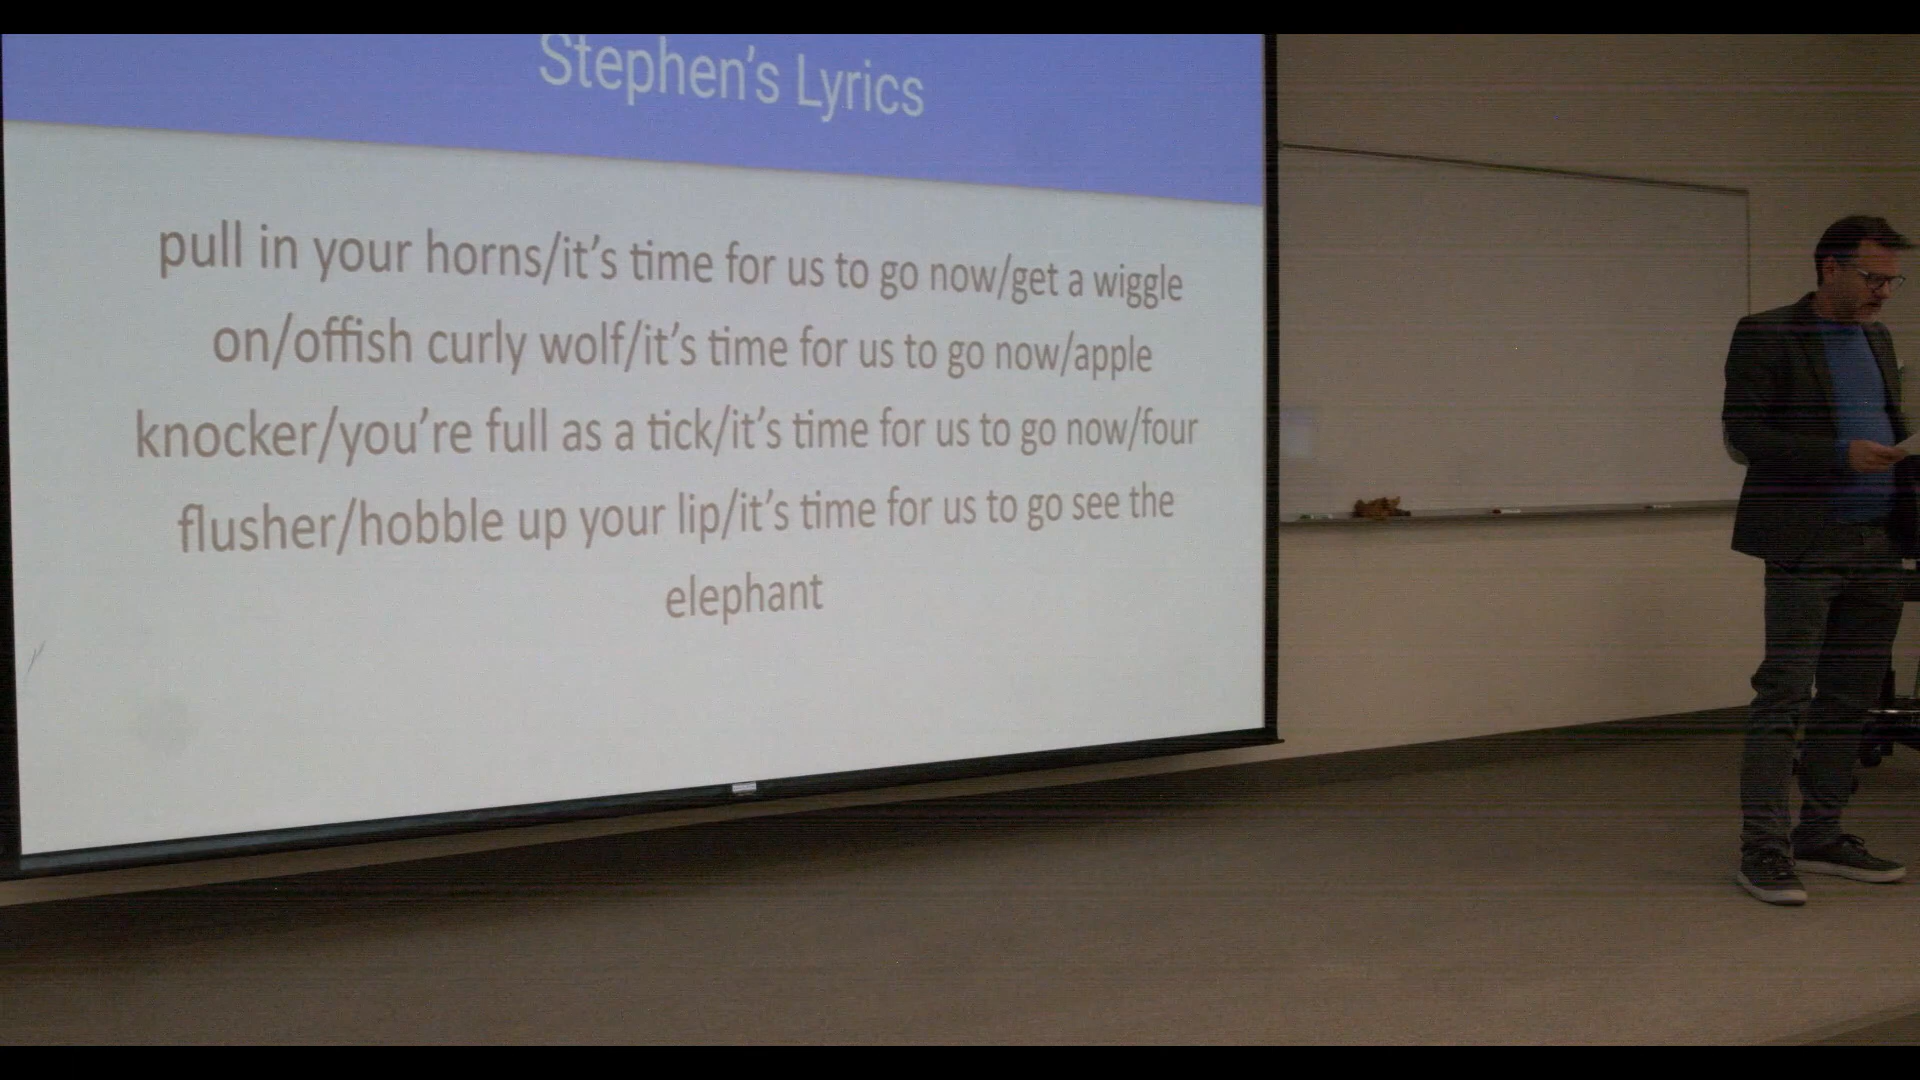 Stephen's Lyrics
pull in your horns/it's time for us to go now/get a wiggle
on/offish curly wolf/it's time for us to go now/apple
knocker/you're full as a tick/it's time for us to go now/four
flusher/hobble up your lip/it's time for us to go see the
elephant